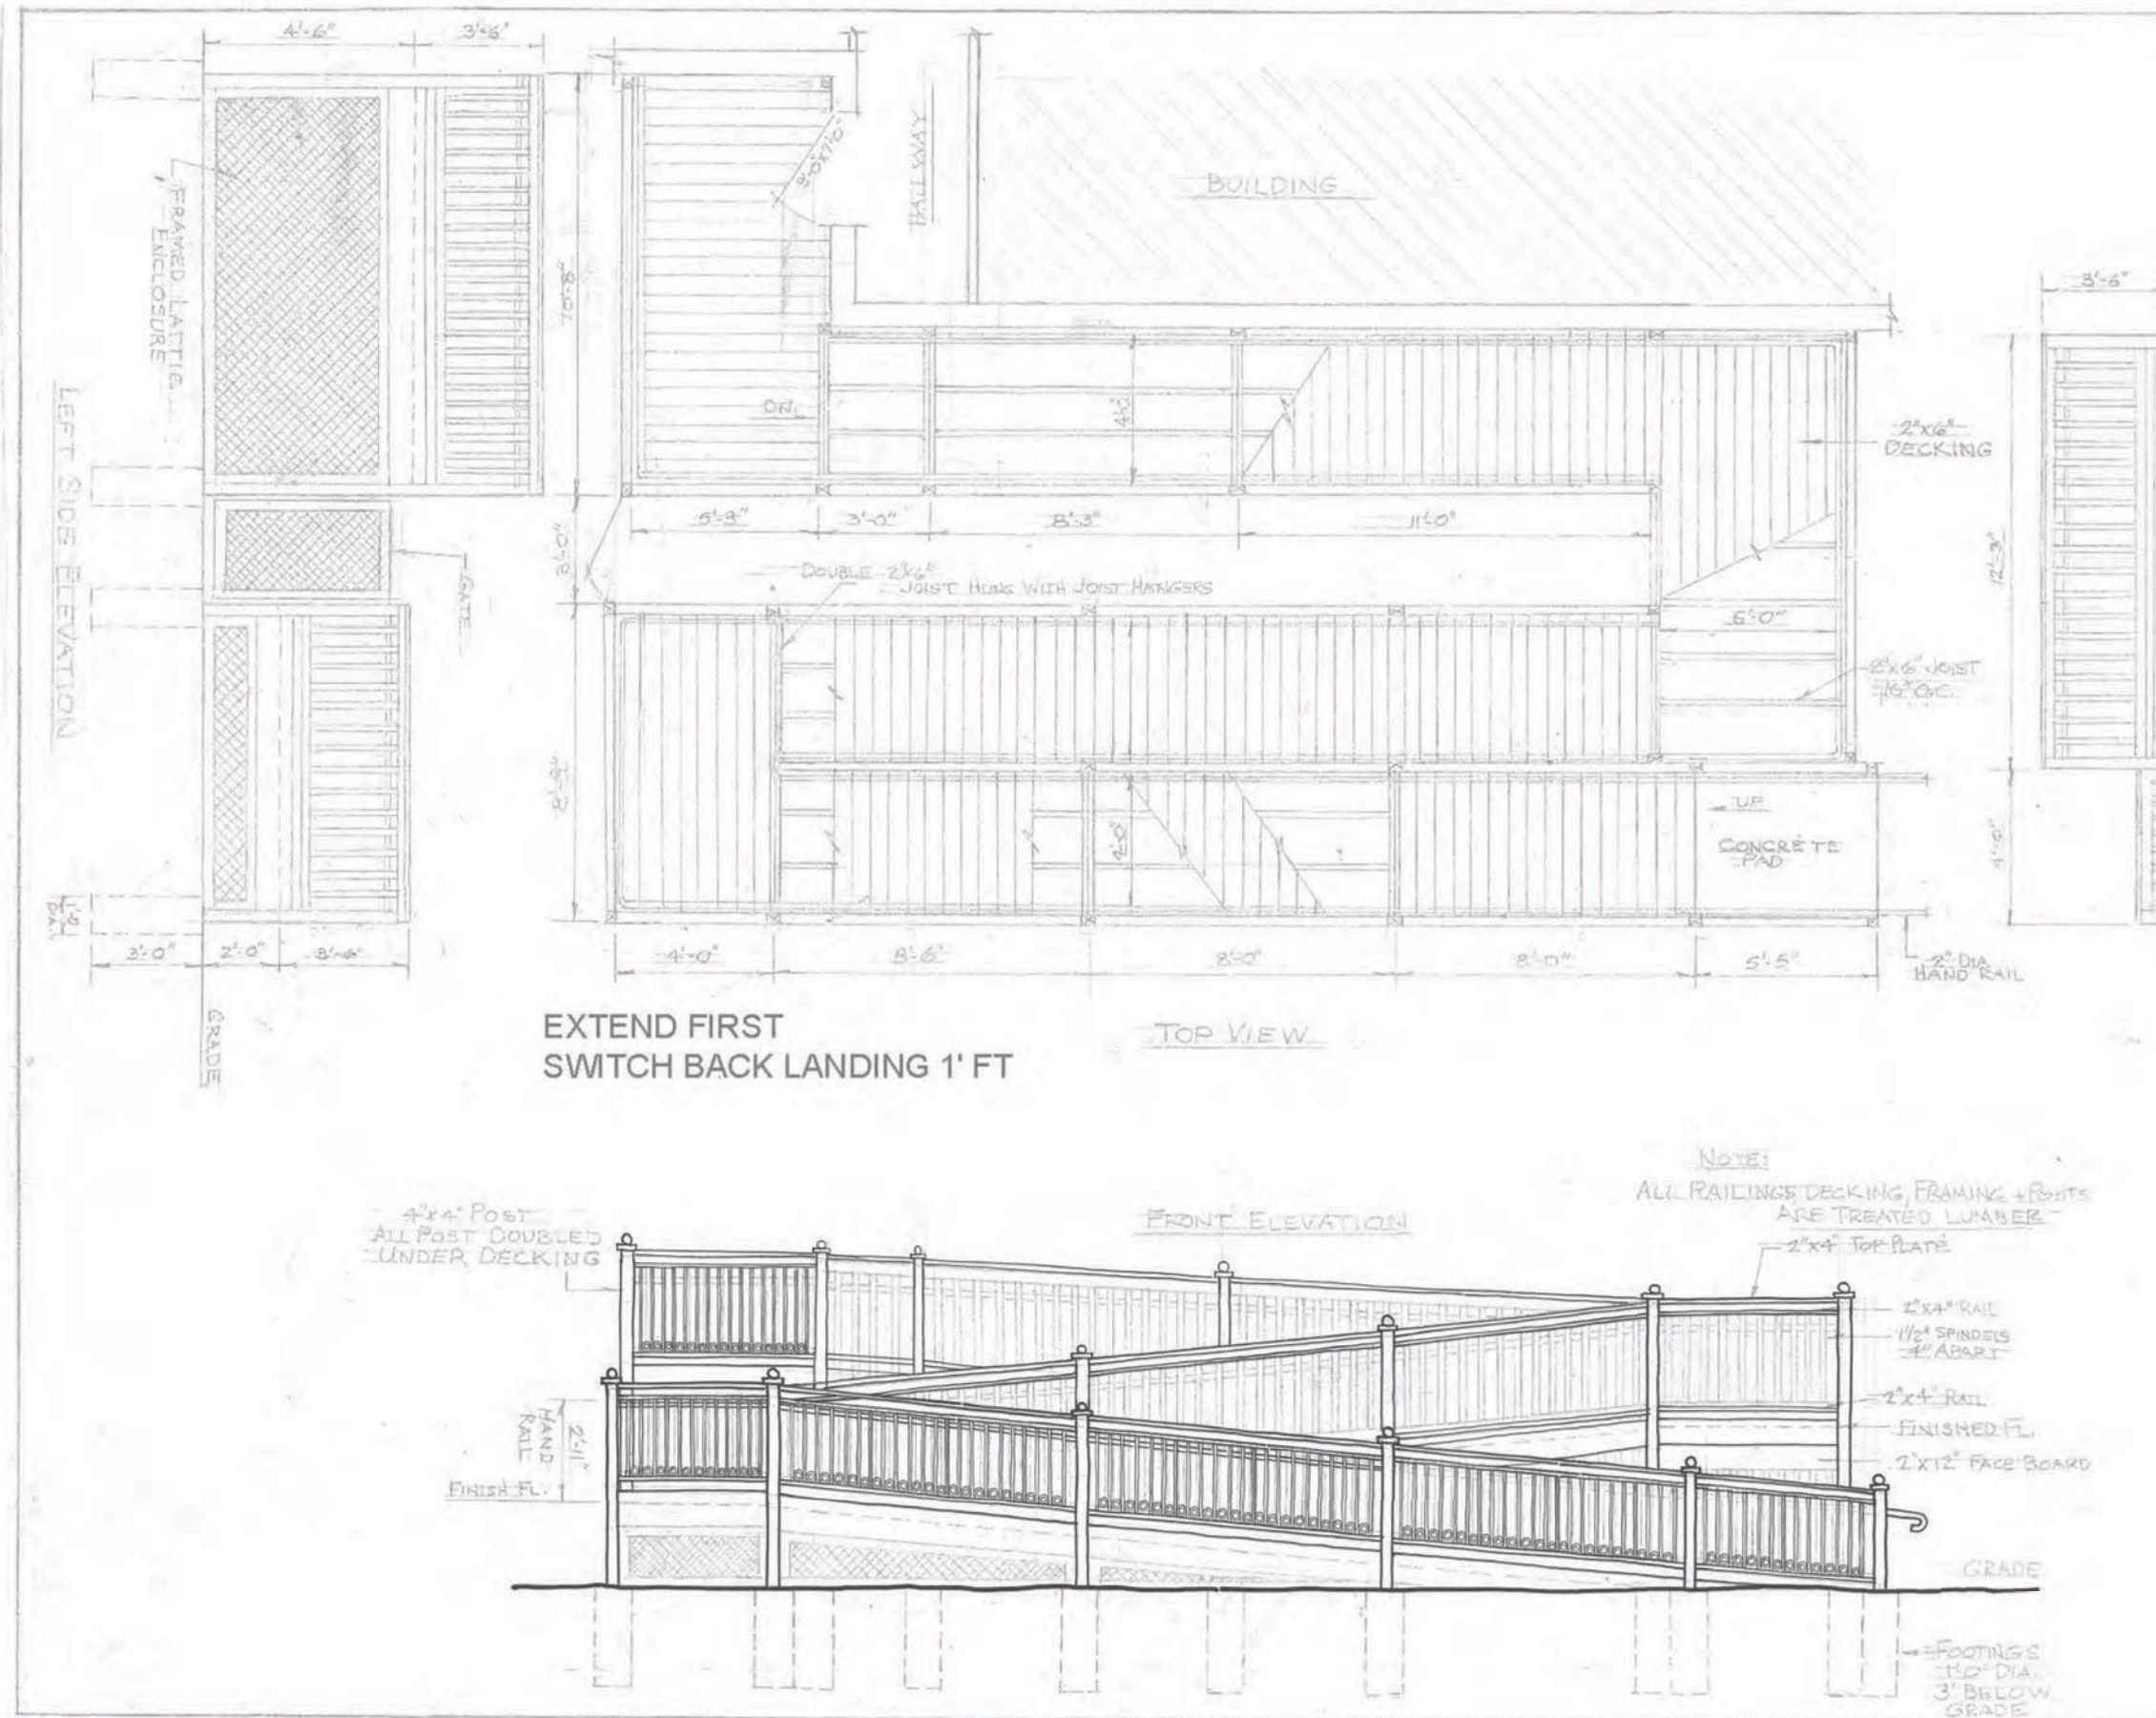 4'-6"
3'-6"
HALLWAY
3'-0"x7'-0"
BUILDING
FRAMED LATTIC
ENCLOSURE
LEFT SIDE ELEVATION
GATE
3'-0"
DN.
4'-0"
2"x6"
DECKING
5'-3"
3'-0"
8'-3"
11'-0"
3'-6"
12'-3"
DOUBLE 2"x6"
JOIST HUNG WITH JOIST HANGERS
2"x6" JOIST
16" O.C.
8'-8"
4'-0"
UP
CONCRETE
PAD
4'-0"
1'-0"
DIA.
3'-0"
2'-0"
3'-6"
4'-0"
8'-6"
8'-0"
8'-0"
5'-5"
2" DIA
HAND RAIL
GRADE
EXTEND FIRST
SWITCH BACK LANDING 1' FT
TOP VIEW
NOTE:
ALL RAILINGS DECKING, FRAMING + POSTS
ARE TREATED LUMBER
4"x4" POST
ALL POST DOUBLED
UNDER DECKING
FRONT ELEVATION
2"x4" TOP PLATE
2"x4" RAIL
1 1/2" SPINDELS
4" APART
2"x4" RAIL
FINISHED FL.
2"x12" FACE BOARD
HAND
RAIL
2'-11"
FINISH FL.
GRADE
FOOTINGS
1'-0" DIA.
3' BELOW
GRADE